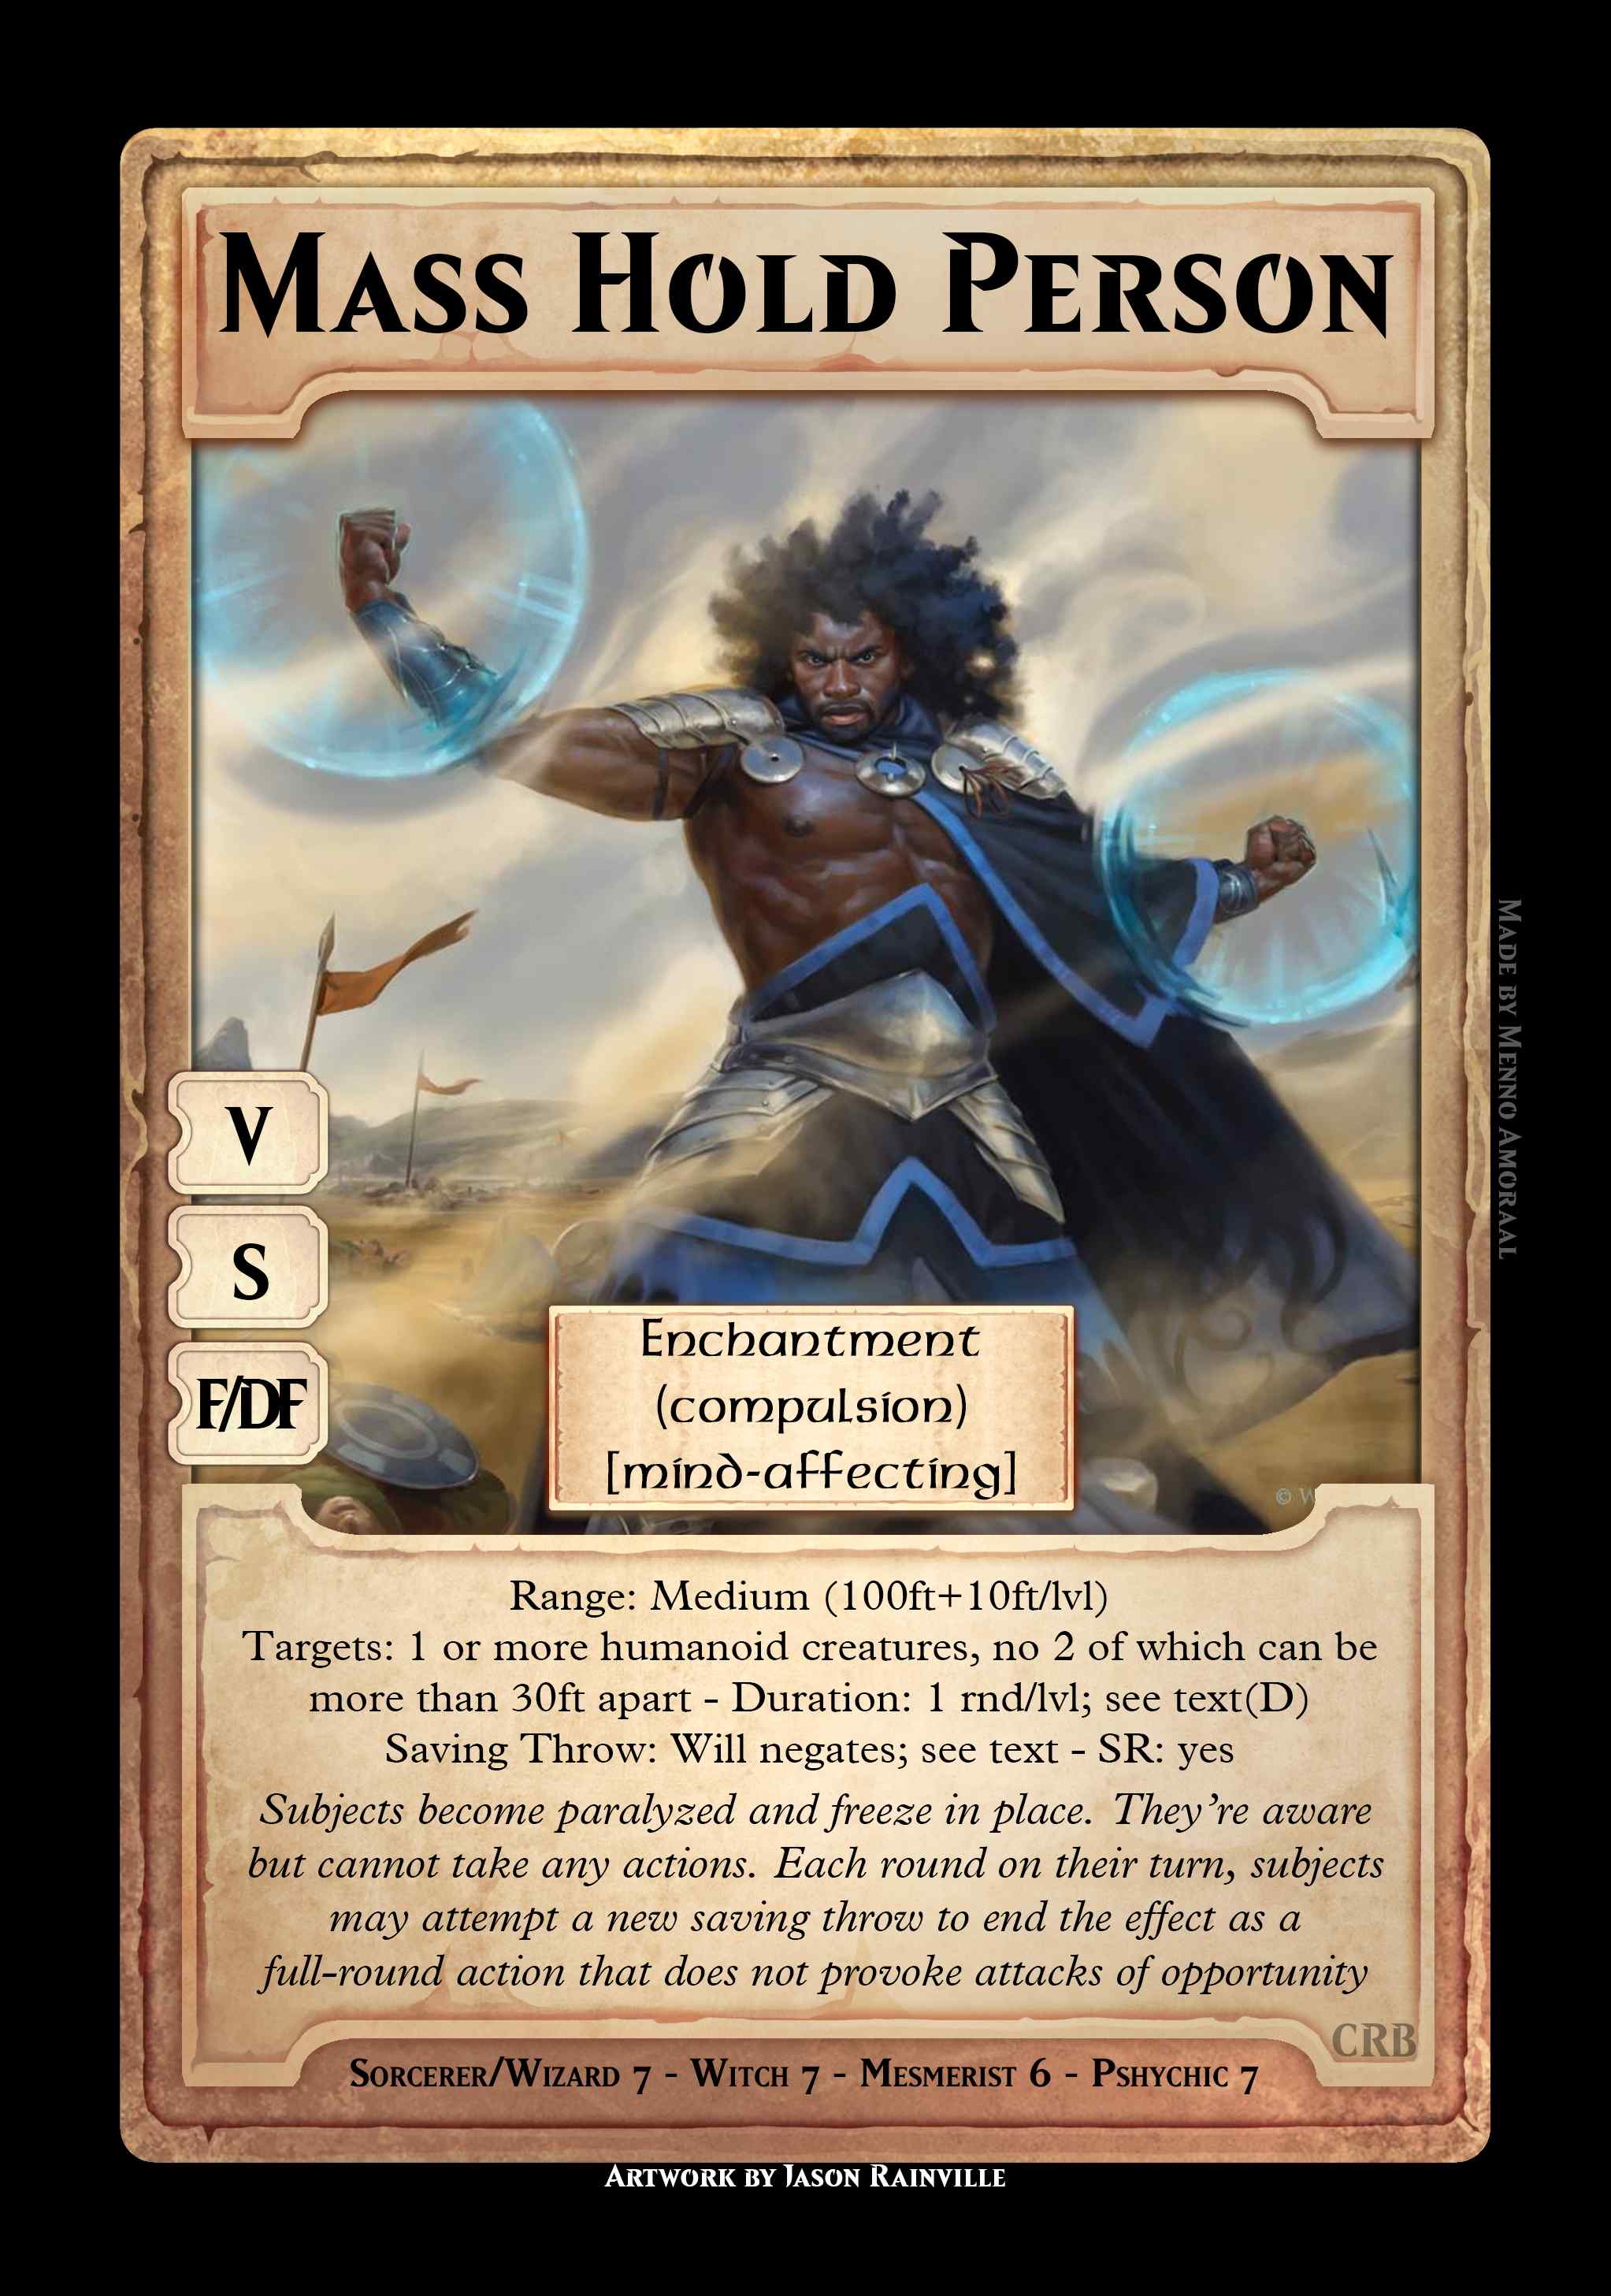 Mass Hold Person
V
S
F/DF
Enchantment
(compulsion)
[mind-affecting]
©
Range: Medium (100ft+10ft/lvl)
Targets: 1 or more humanoid creatures, no 2 of which can be
more than 30ft apart - Duration: 1 rnd/lvl; see text(D)
Saving Throw: Will negates; see text - SR: yes
Subjects become paralyzed and freeze in place. They're aware
but cannot take any actions. Each round on their turn, subjects
may attempt a new saving throw to end the effect as a
full-round action that does not provoke attacks of opportunity
CRB
Sorcerer/Wizard 7 - Witch 7 - Mesmerist 6 - Pshychic 7
Artwork by Jason Rainville
Made by Menno Amoraal